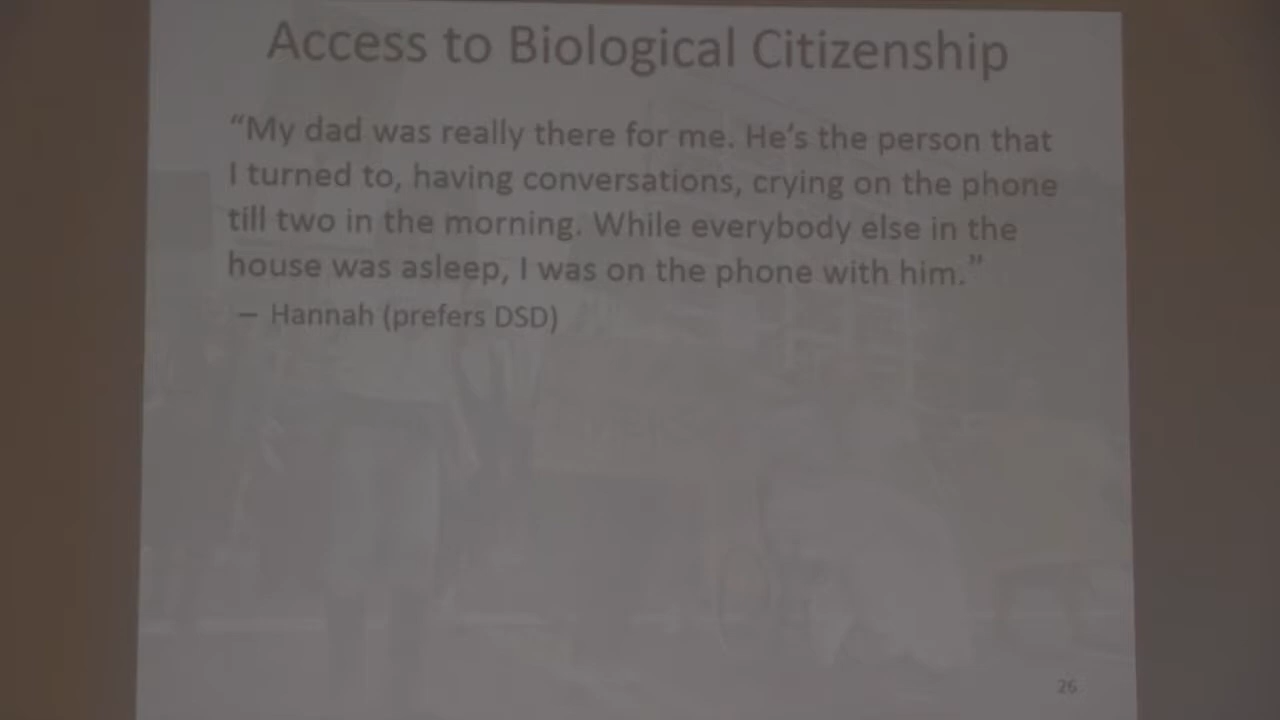 Access to Biological Citizenship
“My dad was really there for me. He’s the person that
I turned to, having conversations, crying on the phone
till two in the morning. While everybody else in the
house was asleep, I was on the phone with him.”
– Hannah (prefers DSD)
26